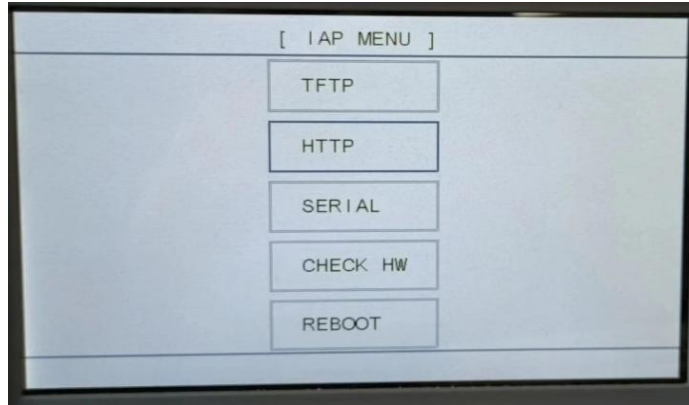 [ IAP MENU ]
TFTP
HTTP
SERIAL
CHECK HW
REBOOT